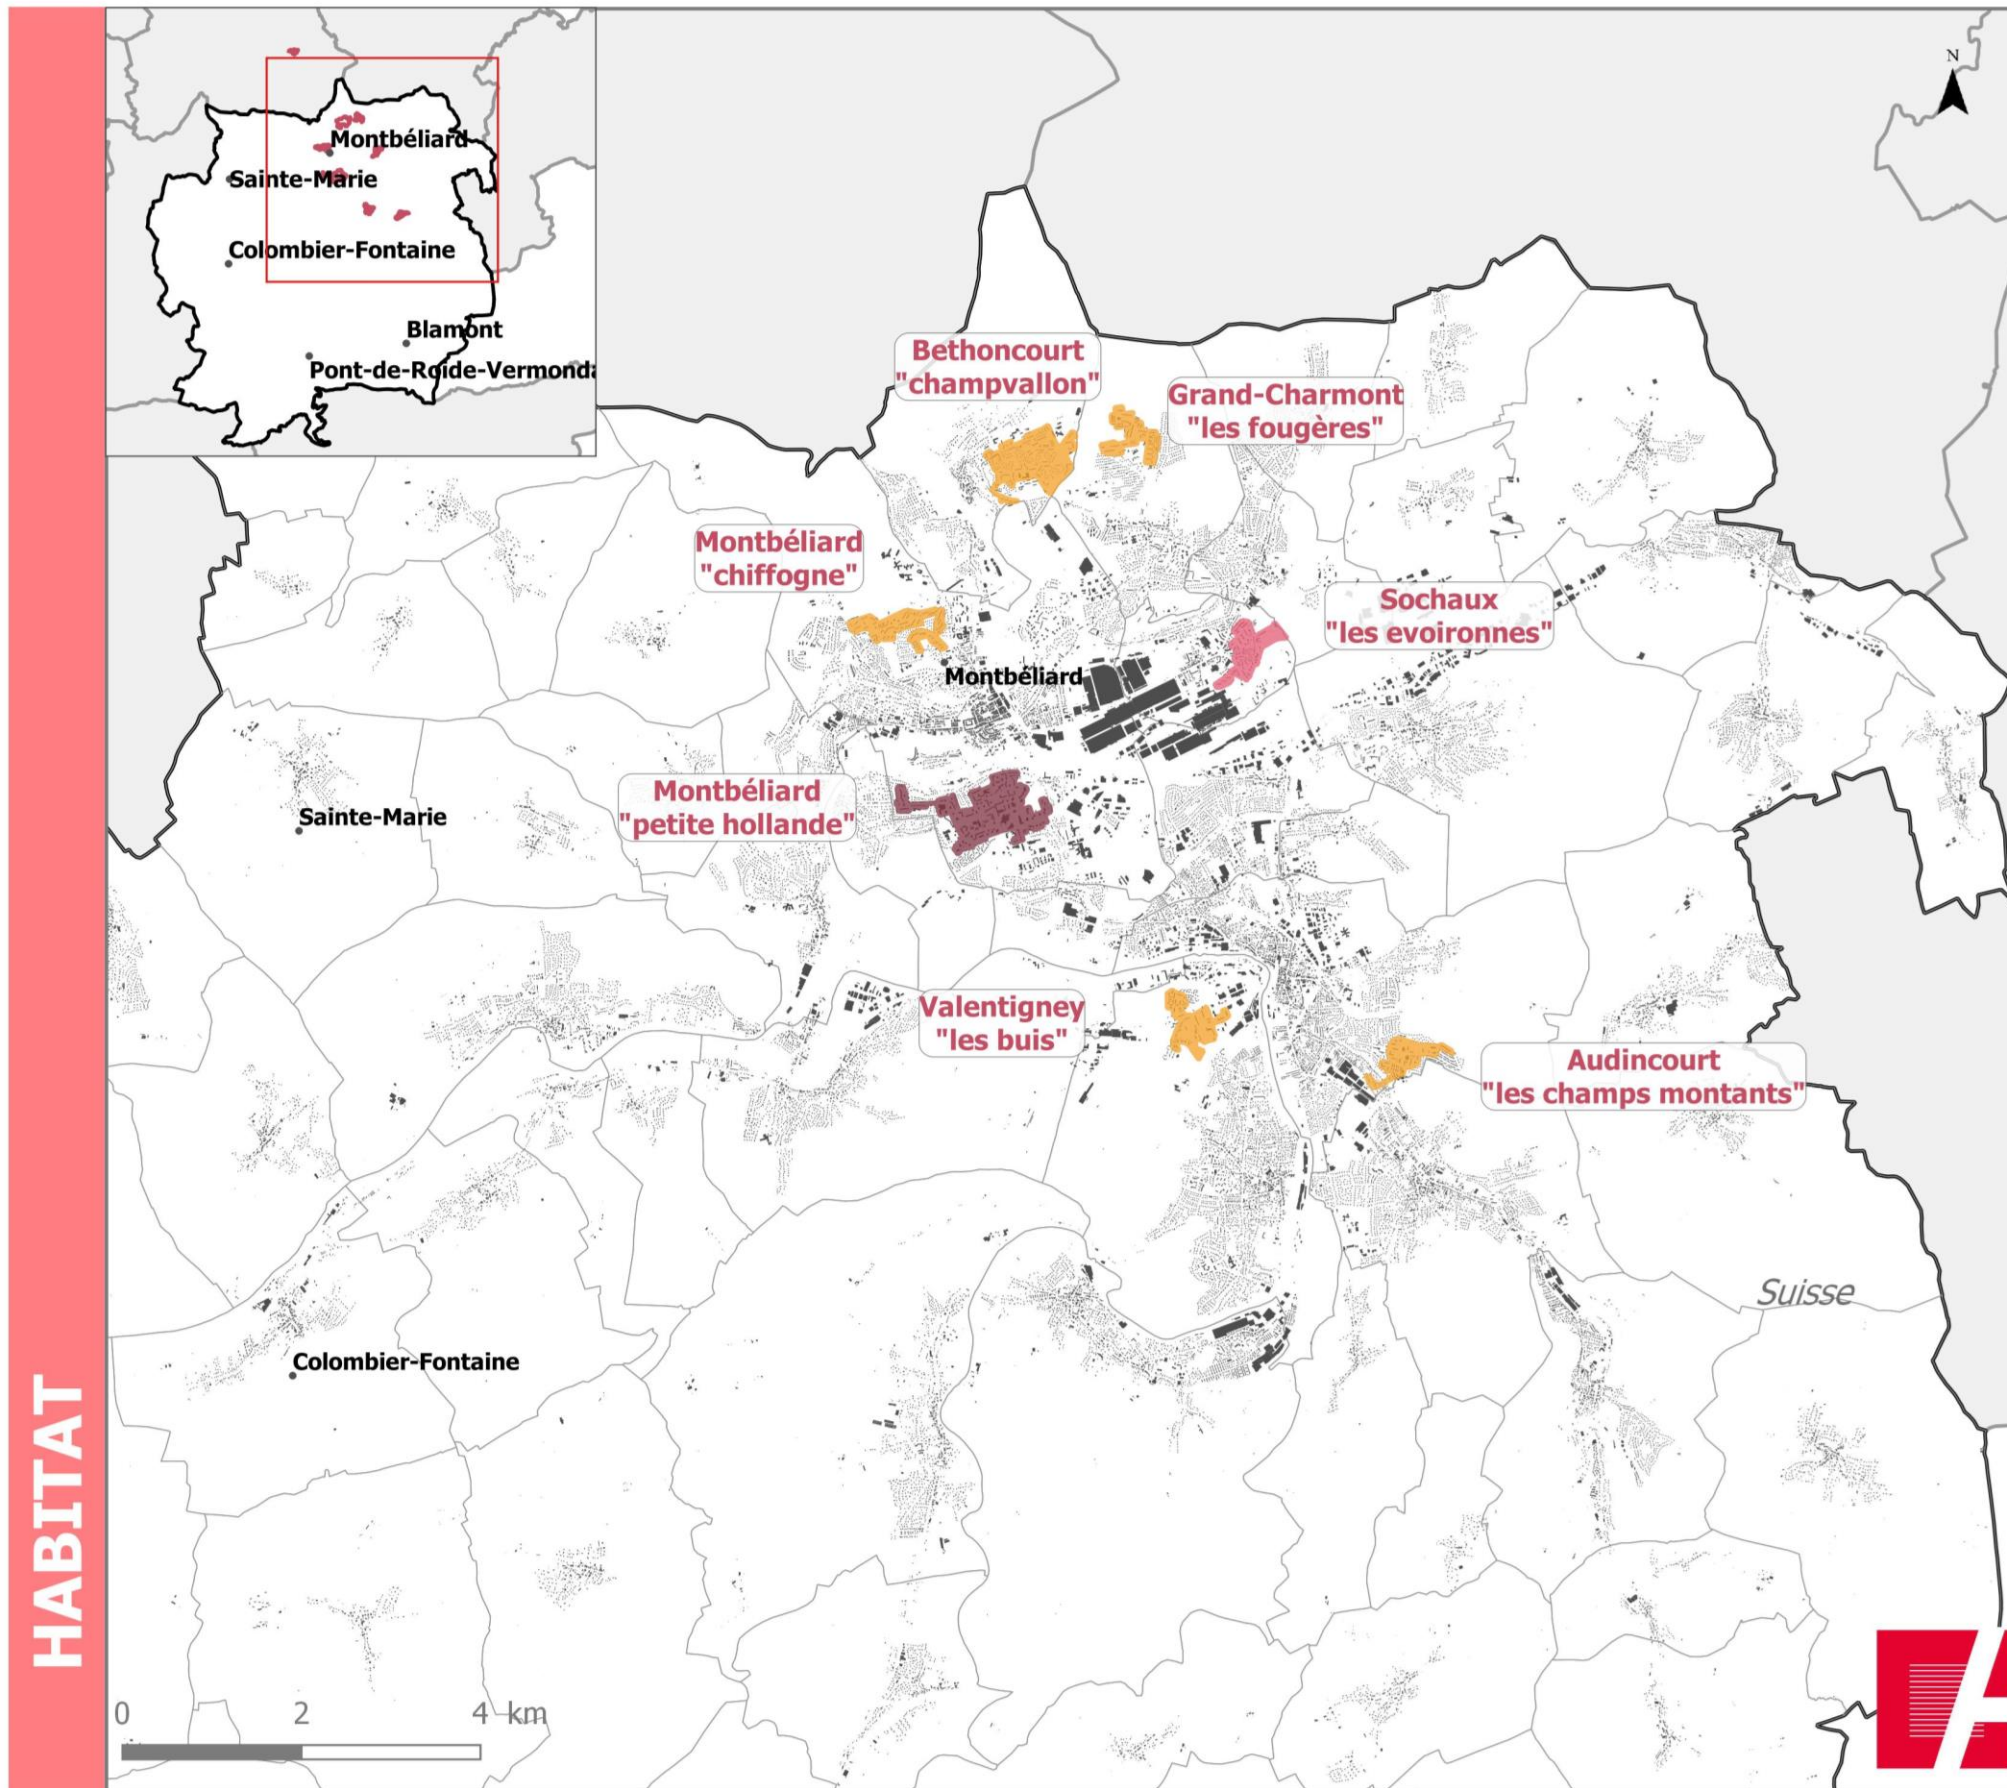 HABITAT
Montbéliard
Sainte-Marie
Colombier-Fontaine
Blamont
Pont-de-Roide-Vermonda
N
Bethoncourt
"champvallon"
Grand-Charmont
"les fougères"
Montbéliard
"chiffogne"
Sochaux
"les evoironnes"
Montbéliard
Montbéliard
"petite hollande"
Sainte-Marie
Valentigney
"les buis"
Audincourt
"les champs montants"
Suisse
Colombier-Fontaine
0 2 4 km